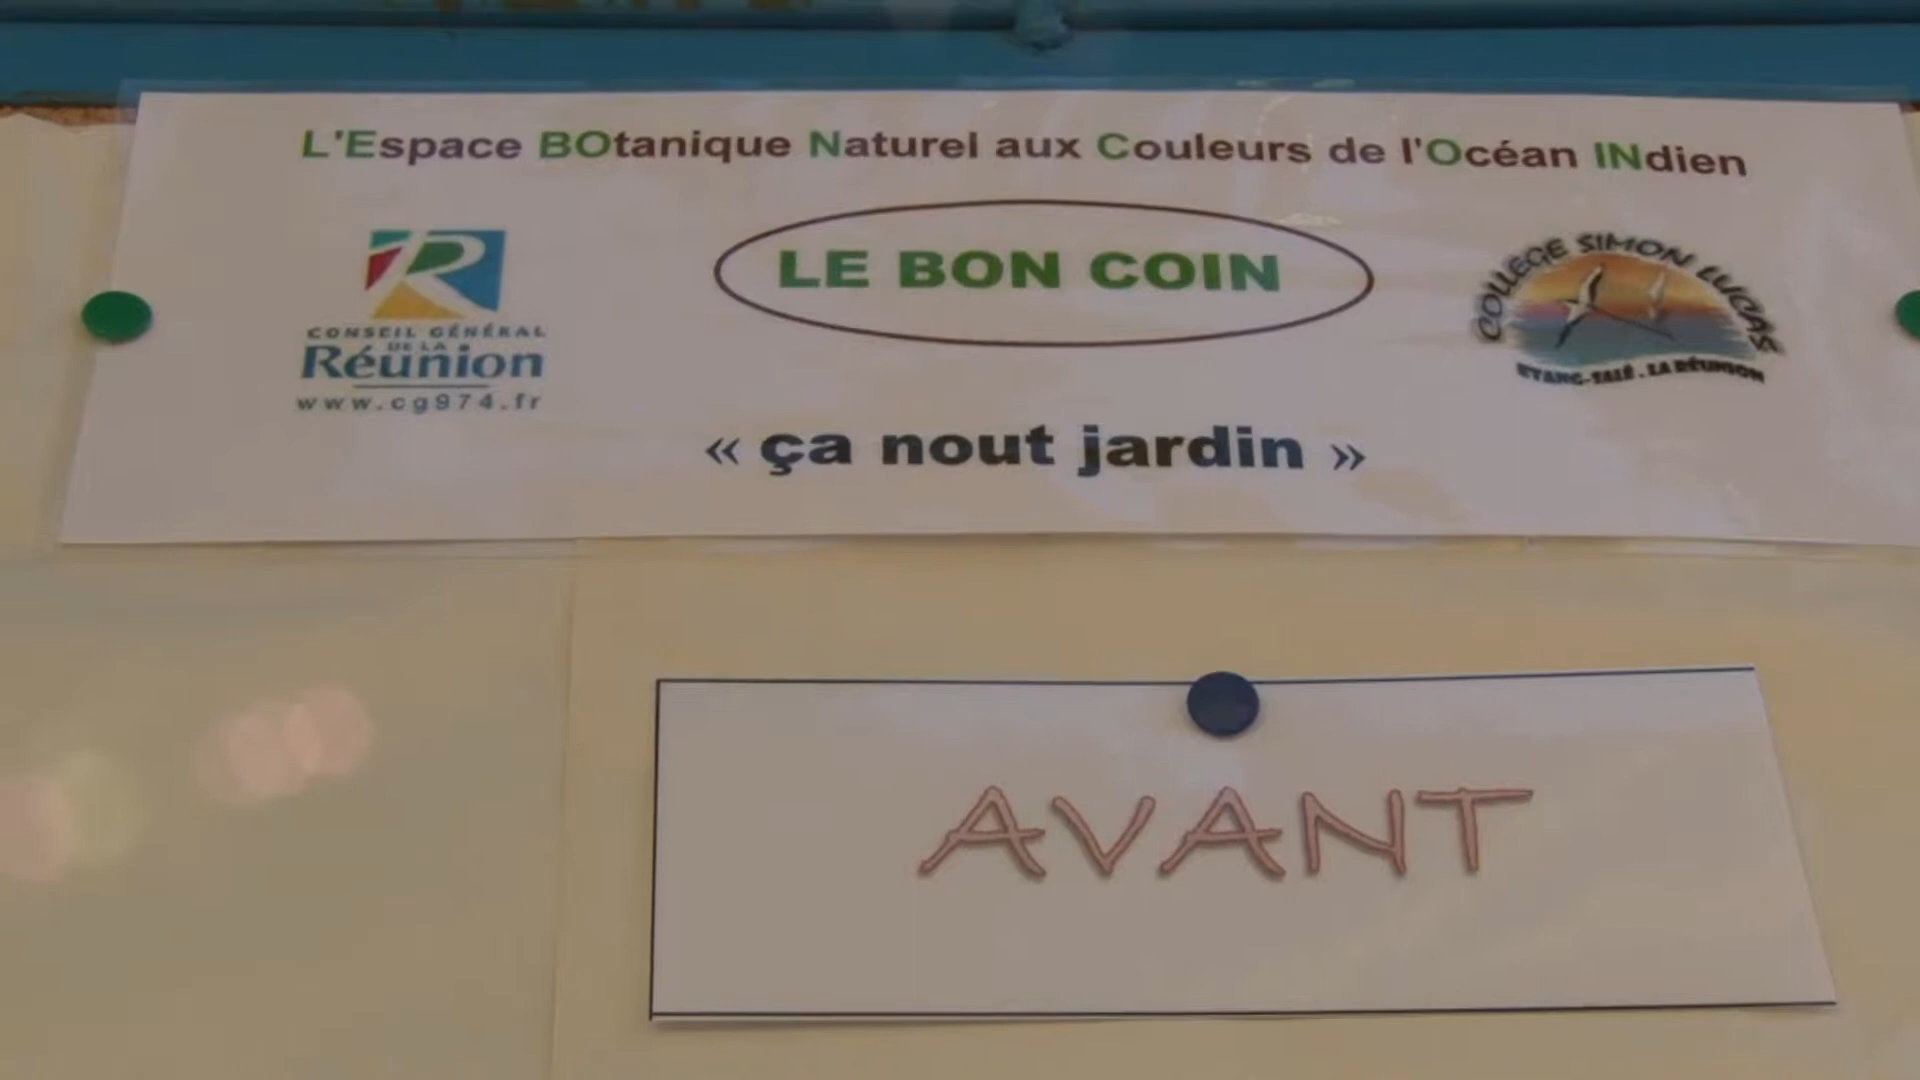 L'Espace BOtanique Naturel aux Couleurs de l'Océan INdien
LE BON COIN
CONSEIL GÉNÉRAL
DE LA
Réunion
www.cg974.fr
COLLEGE SIMON LUCAS
ETANG-SALÉ . LA RÉUNION
« ça nout jardin »
AVANT